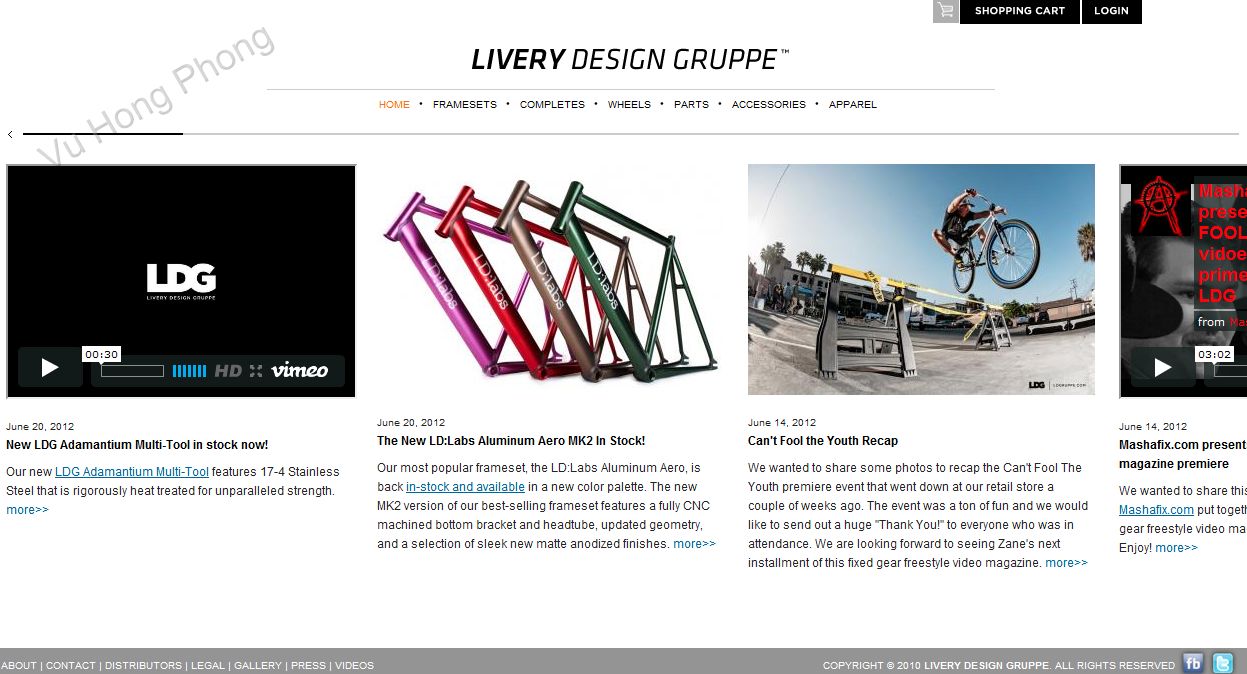 SHOPPING CART
LOGIN
LIVERY DESIGN GRUPPE™
Vu Hong Phong
HOME • FRAMESETS • COMPLETES • WHEELS • PARTS • ACCESSORIES • APPAREL
LDG
LIVERY DESIGN GRUPPE
00:30
HD
vimeo
June 20, 2012
New LDG Adamantium Multi-Tool in stock now!
Our new LDG Adamantium Multi-Tool features 17-4 Stainless
Steel that is rigorously heat treated for unparalleled strength.
more>>
LD:labs
LD:labs
LD:labs
LD:labs
June 20, 2012
The New LD:Labs Aluminum Aero MK2 In Stock!
Our most popular frameset, the LD:Labs Aluminum Aero, is
back in-stock and available in a new color palette. The new
MK2 version of our best-selling frameset features a fully CNC
machined bottom bracket and headtube, updated geometry,
and a selection of sleek new matte anodized finishes. more>>
LDG | LDGRUPPE.COM
June 14, 2012
Can't Fool the Youth Recap
We wanted to share some photos to recap the Can't Fool The
Youth premiere event that went down at our retail store a
couple of weeks ago. The event was a ton of fun and we would
like to send out a huge "Thank You!" to everyone who was in
attendance. We are looking forward to seeing Zane's next
installment of this fixed gear freestyle video magazine. more>>
Masha
prese
FOOL
vidoe
prime
LDG
from Ma
03:02
June 14, 2012
Mashafix.com present
magazine premiere
We wanted to share this
Mashafix.com put togeth
gear freestyle video ma
Enjoy! more>>
ABOUT | CONTACT | DISTRIBUTORS | LEGAL | GALLERY | PRESS | VIDEOS
COPYRIGHT © 2010 LIVERY DESIGN GRUPPE. ALL RIGHTS RESERVED